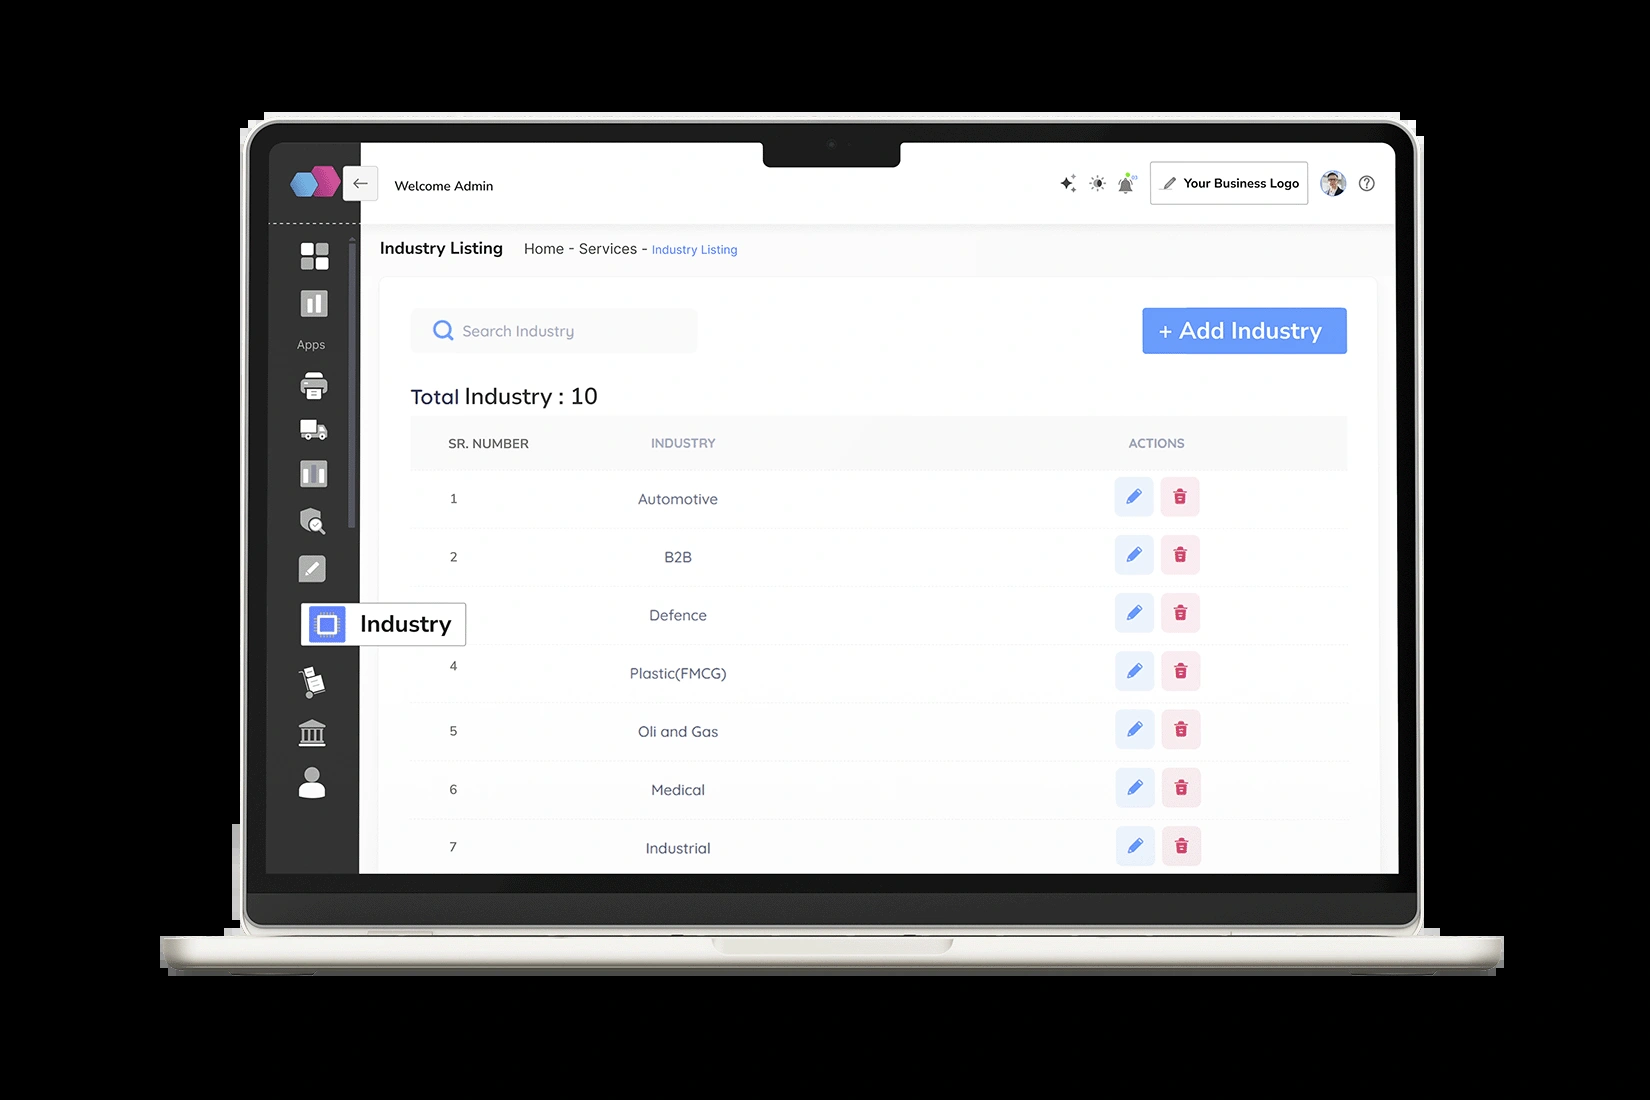 Welcome Admin
Your Business Logo
Industry Listing Home - Services - Industry Listing
Apps
Search Industry
+ Add Industry
Total Industry : 10
SR. NUMBER INDUSTRY ACTIONS
1 Automotive
2 B2B
Defence
Industry
4 Plastic(FMCG)
5 Oli and Gas
6 Medical
7 Industrial